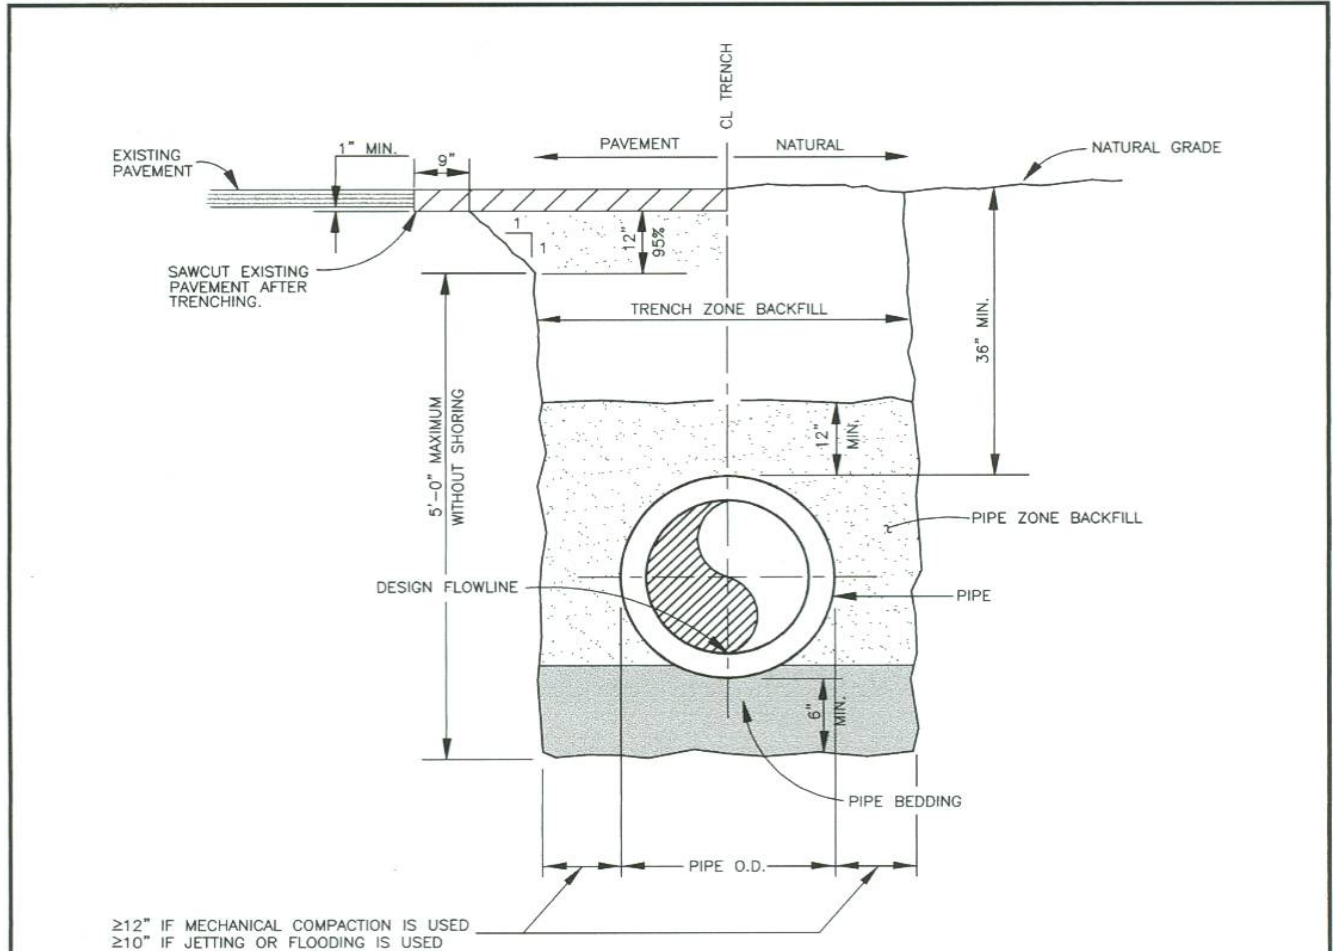 CL TRENCH
PAVEMENT
NATURAL
1" MIN.
9"
EXISTING
PAVEMENT
NATURAL GRADE
1
1
12"
95%
SAWCUT EXISTING
PAVEMENT AFTER
TRENCHING.
TRENCH ZONE BACKFILL
36" MIN.
5'-0" MAXIMUM
WITHOUT SHORING
12"
MIN.
PIPE ZONE BACKFILL
DESIGN FLOWLINE
PIPE
6"
MIN.
PIPE BEDDING
PIPE O.D.
≥12" IF MECHANICAL COMPACTION IS USED
≥10" IF JETTING OR FLOODING IS USED